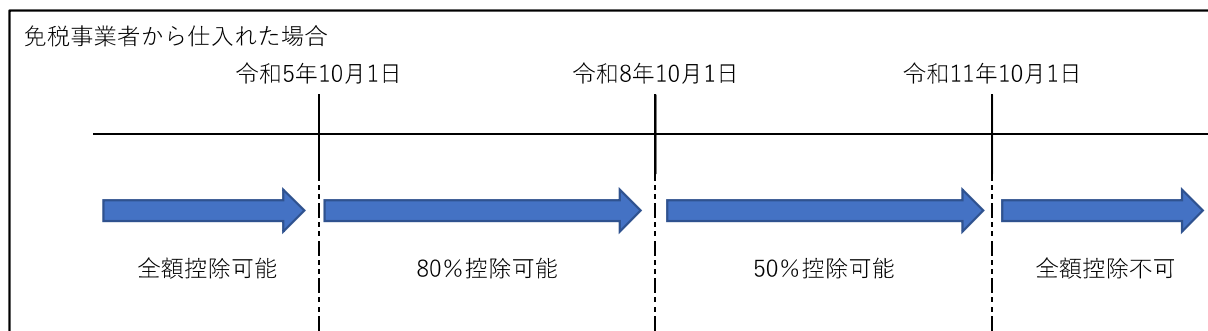 免税事業者から仕入れた場合
令和5年10月1日 令和8年10月1日 令和11年10月1日
全額控除可能 80%控除可能 50%控除可能 全額控除不可